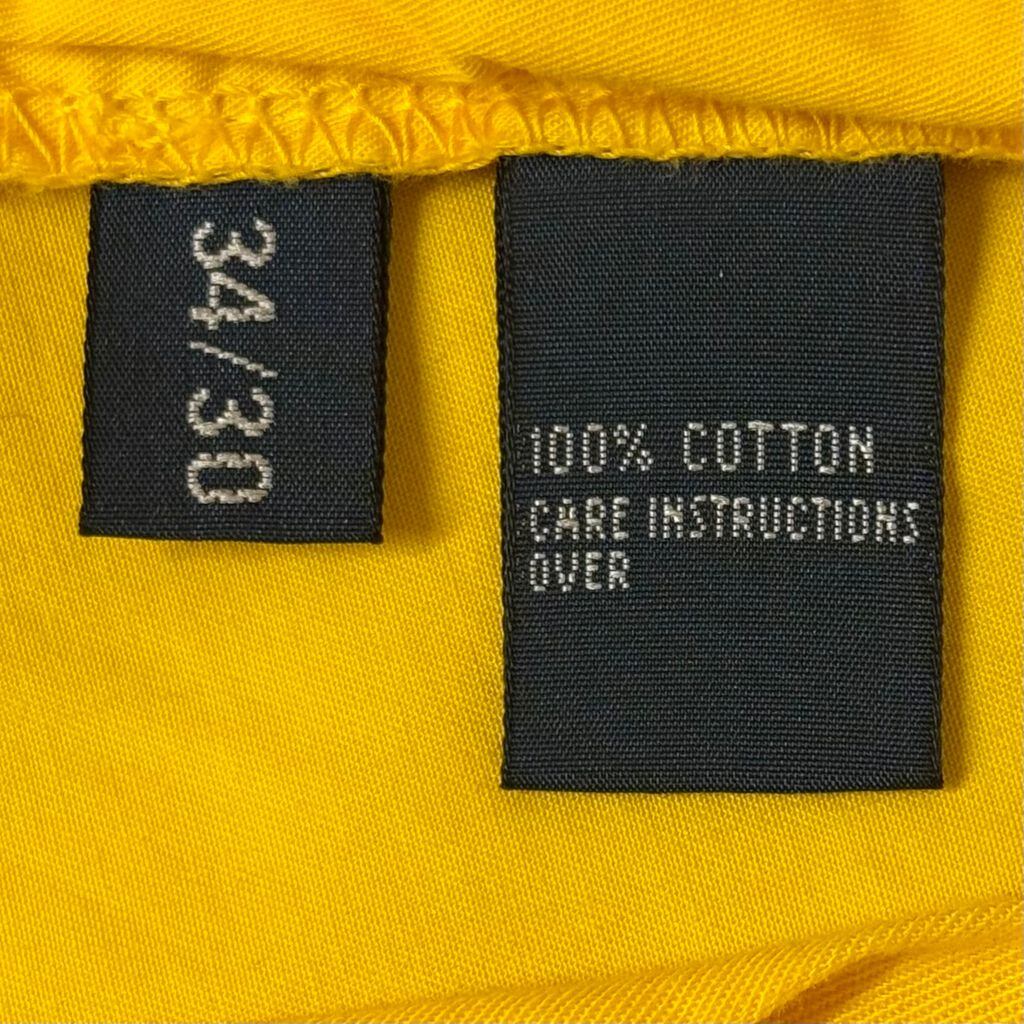 34/30
100% COTTON
CARE INSTRUCTIONS
OVER